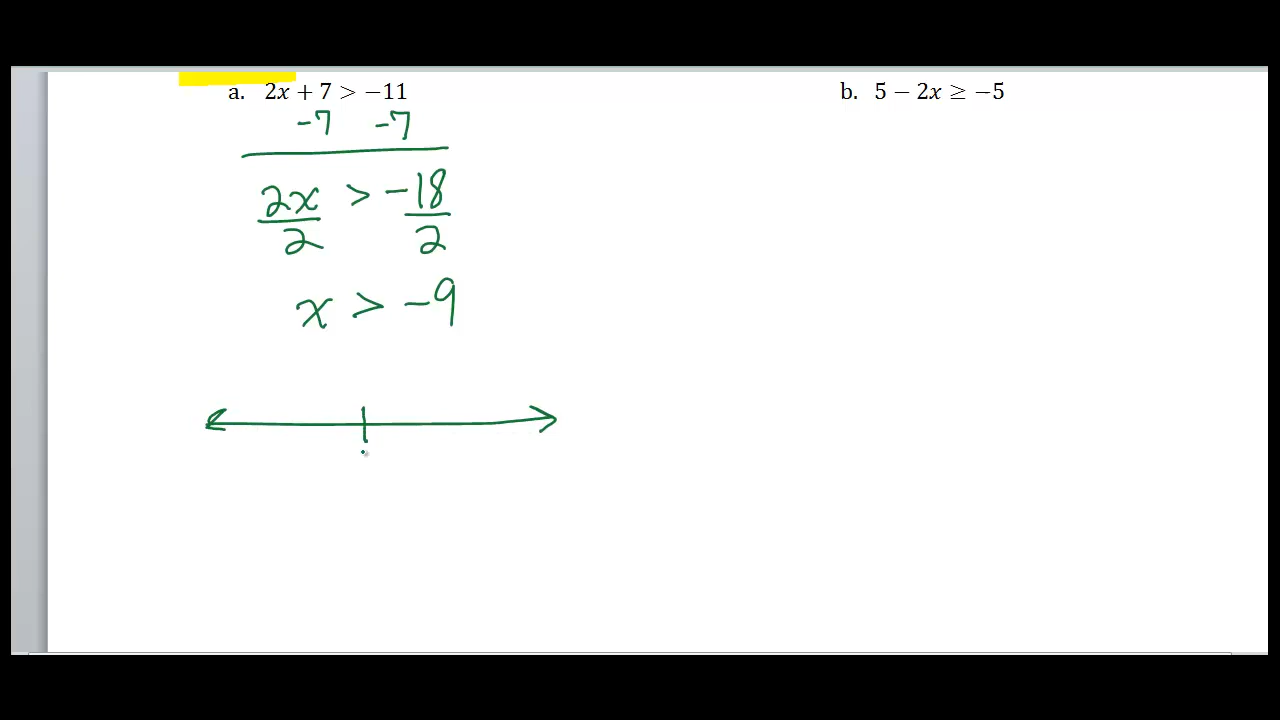 a. 2x + 7 > −11
-7 -7
2x > -18
2 2
x > -9
b. 5 − 2x ≥ −5